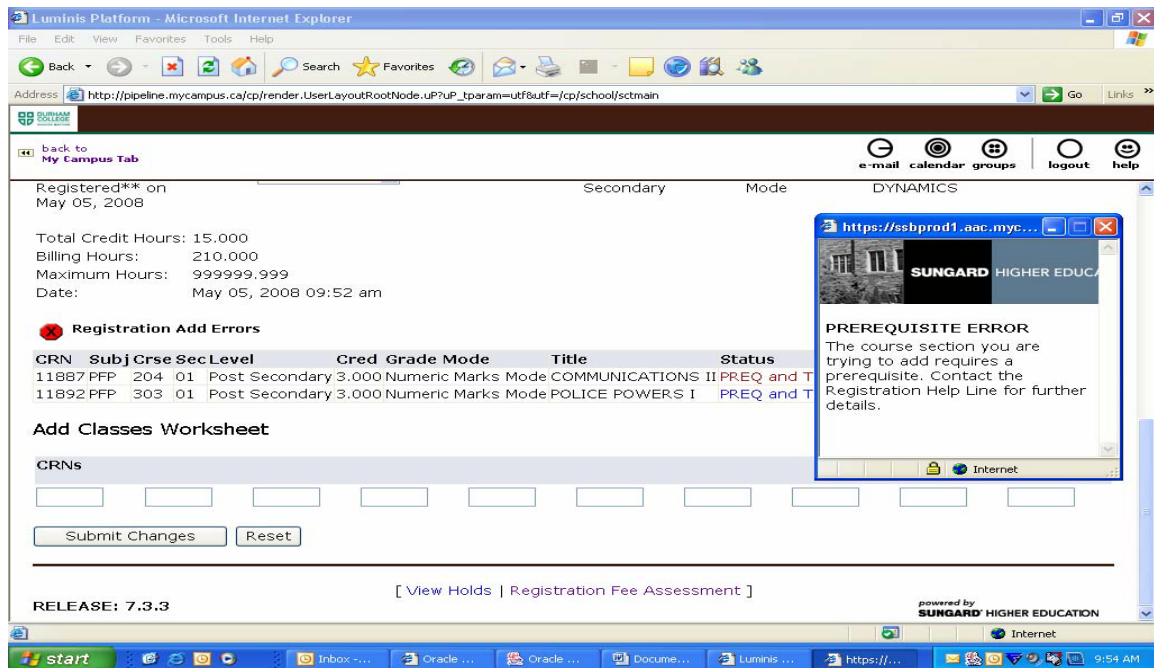 Luminis Platform - Microsoft Internet Explorer
File Edit View Favorites Tools Help
Back Search Favorites
Address http://pipeline.mycampus.ca/cp/render.UserLayoutRootNode.uP?uP_tparam=utf&utf=/cp/school/sctmain Go Links »
DURHAM
COLLEGE
back to
My Campus Tab
e-mail calendar groups logout help
Registered** on Secondary Mode DYNAMICS
May 05, 2008
Total Credit Hours: 15.000
Billing Hours: 210.000
Maximum Hours: 999999.999
Date: May 05, 2008 09:52 am
Registration Add Errors
CRN Subj Crse Sec Level Cred Grade Mode Title Status
11887 PFP 204 01 Post Secondary 3.000 Numeric Marks Mode COMMUNICATIONS II PREQ and T
11892 PFP 303 01 Post Secondary 3.000 Numeric Marks Mode POLICE POWERS I PREQ and T
https://ssbprod1.aac.myc...
SUNGARD HIGHER EDUCA
PREREQUISITE ERROR
The course section you are
trying to add requires a
prerequisite. Contact the
Registration Help Line for further
details.
Internet
Add Classes Worksheet
CRNs
Submit Changes Reset
[ View Holds | Registration Fee Assessment ]
RELEASE: 7.3.3
powered by
SUNGARD® HIGHER EDUCATION
Internet
start Inbox -... Oracle ... Oracle ... Docume... Luminis ... https://... 9:54 AM